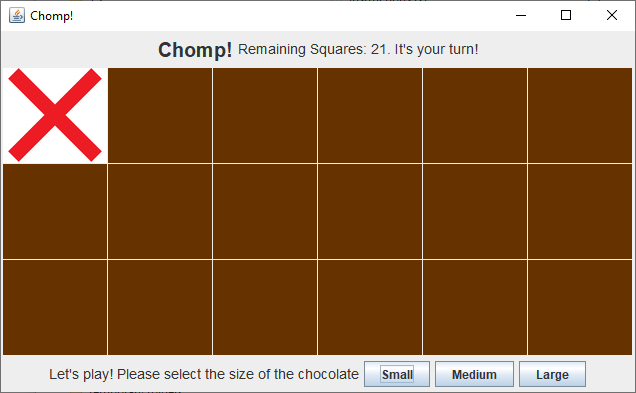 Chomp!
Chomp! Remaining Squares: 21. It's your turn!
Let's play! Please select the size of the chocolate Small Medium Large